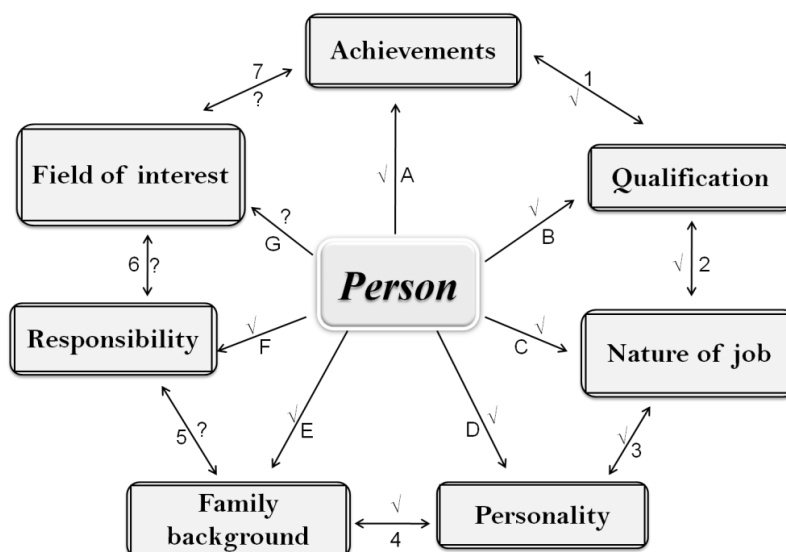 Achievements
7
?
1
√
Field of interest
Qualification
√ A
?
G
√
B
6 ?
√ 2
Person
Responsibility
√
F
√
C
Nature of job
5 ?
√
E
√
D
√ 3
Family
background
√
4
Personality